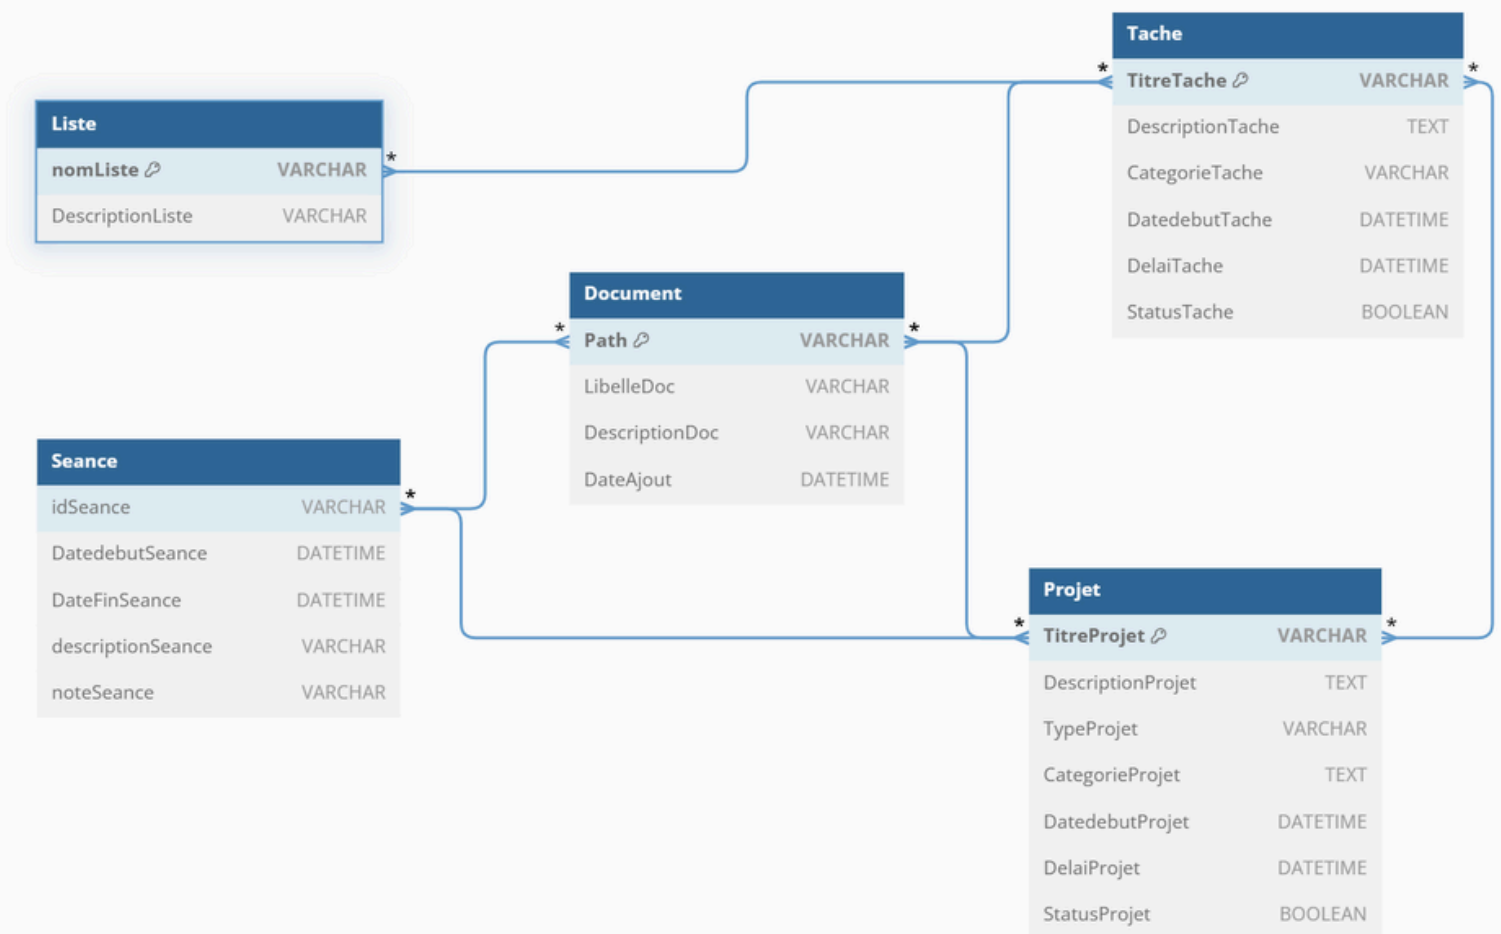 Tache
TitreTache VARCHAR
DescriptionTache TEXT
CategorieTache VARCHAR
DatedebutTache DATETIME
DelaiTache DATETIME
StatusTache BOOLEAN
Liste
nomListe VARCHAR
DescriptionListe VARCHAR
Document
Path VARCHAR
LibelleDoc VARCHAR
DescriptionDoc VARCHAR
DateAjout DATETIME
Seance
idSeance VARCHAR
DatedebutSeance DATETIME
DateFinSeance DATETIME
descriptionSeance VARCHAR
noteSeance VARCHAR
Projet
TitreProjet VARCHAR
DescriptionProjet TEXT
TypeProjet VARCHAR
CategorieProjet TEXT
DatedebutProjet DATETIME
DelaiProjet DATETIME
StatusProjet BOOLEAN